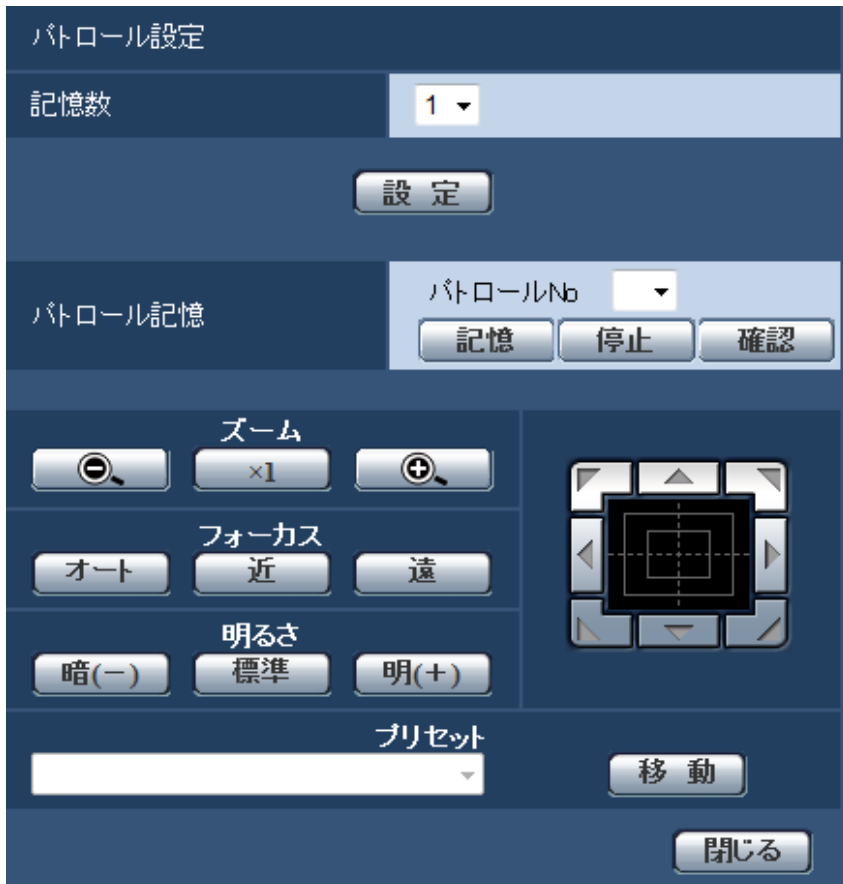 パトロール設定
記憶数
1
設 定
パトロール記憶
パトロールNo
記憶 停止 確認
ズーム
×1
フォーカス
オート 近 遠
明るさ
暗(－) 標準 明(＋)
プリセット
移 動
閉じる